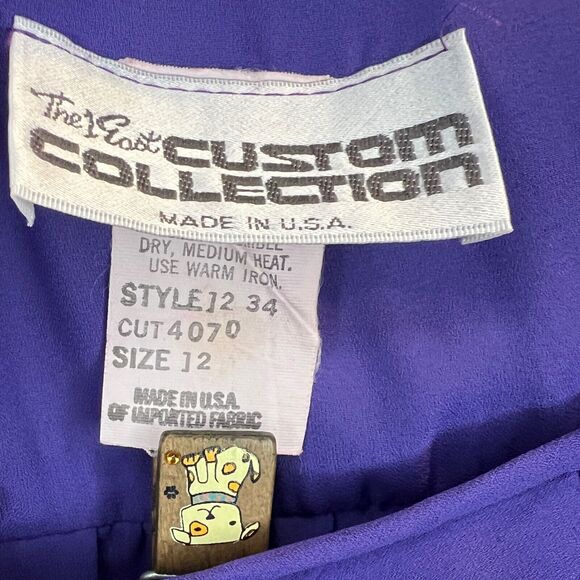 The East CUSTOM
COLLECTION
MADE IN U.S.A.
DRY, MEDIUM HEAT.
USE WARM IRON.
STYLE 12 34
CUT 4070
SIZE 12
MADE IN U.S.A.
OF IMPORTED FABRIC